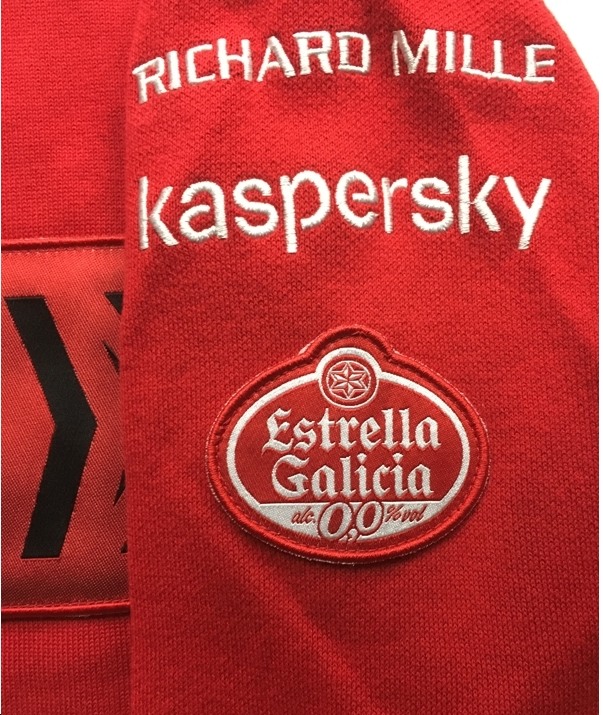 RICHARD MILLE
kaspersky
Estrella
Galicia
alc. 0,0 % vol